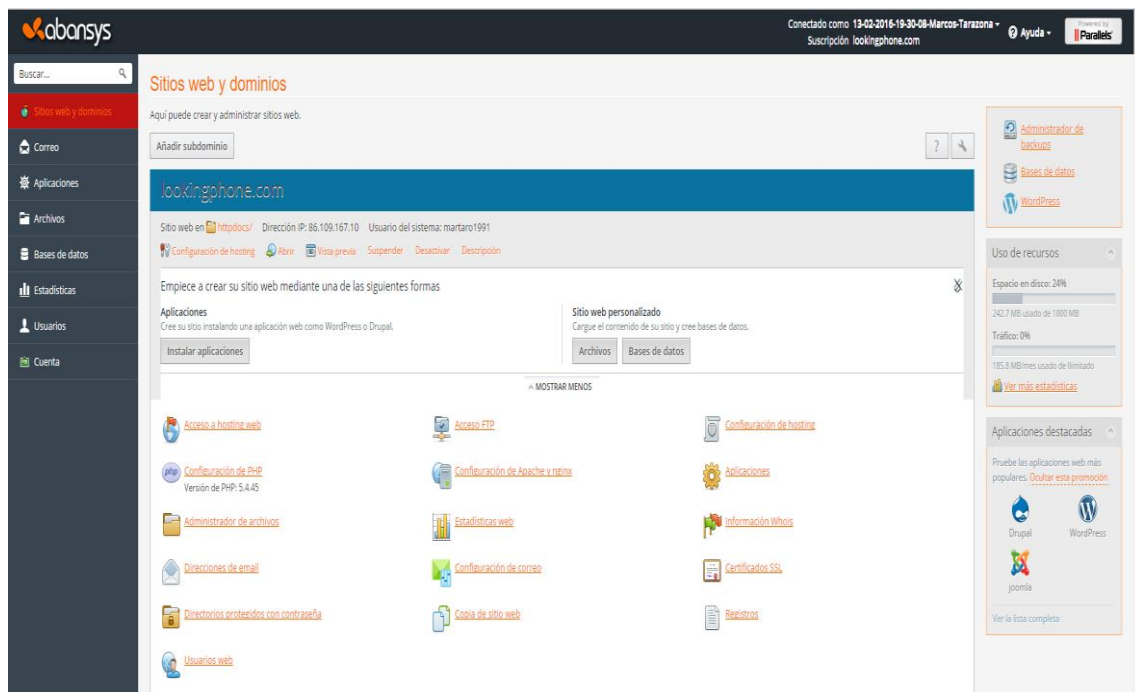 abansys
Conectado como 13-02-2016-19-30-08-Marcos-Tarazona
Suscripción lookingphone.com
Ayuda
Powered by
Parallels
Buscar...
Sitios web y dominios
Correo
Aplicaciones
Archivos
Bases de datos
Estadísticas
Usuarios
Cuenta
Sitios web y dominios
Aquí puede crear y administrar sitios web.
Añadir subdominio
?
lookingphone.com
Sitio web en httpdocs/ Dirección IP: 86.109.167.10 Usuario del sistema: martaro1991
Configuración de hosting Abrir Vista previa Suspender Desactivar Descripción
Empiece a crear su sitio web mediante una de las siguientes formas
Aplicaciones
Cree su sitio instalando una aplicación web como WordPress o Drupal.
Instalar aplicaciones
Sitio web personalizado
Cargue el contenido de su sitio y cree bases de datos.
Archivos Bases de datos
MOSTRAR MENOS
Acceso a hosting web Acceso FTP Configuración de hosting
php Configuración de PHP Configuración de Apache y nginx Aplicaciones
Versión de PHP: 5.4.45
Administrador de archivos Estadísticas web Información Whois
Direcciones de email Configuración de correo Certificados SSL
Directorios protegidos con contraseña Copia de sitio web Registros
Usuarios web
Administrador de
backups
Bases de datos
WordPress
Uso de recursos
Espacio en disco: 24%
242.7 MB usado de 1000 MB
Tráfico: 0%
185.8 MB/mes usado de Ilimitado
Ver más estadísticas
Aplicaciones destacadas
Pruebe las aplicaciones web más
populares. Ocultar esta promoción
Drupal WordPress
joomla
Ver la lista completa